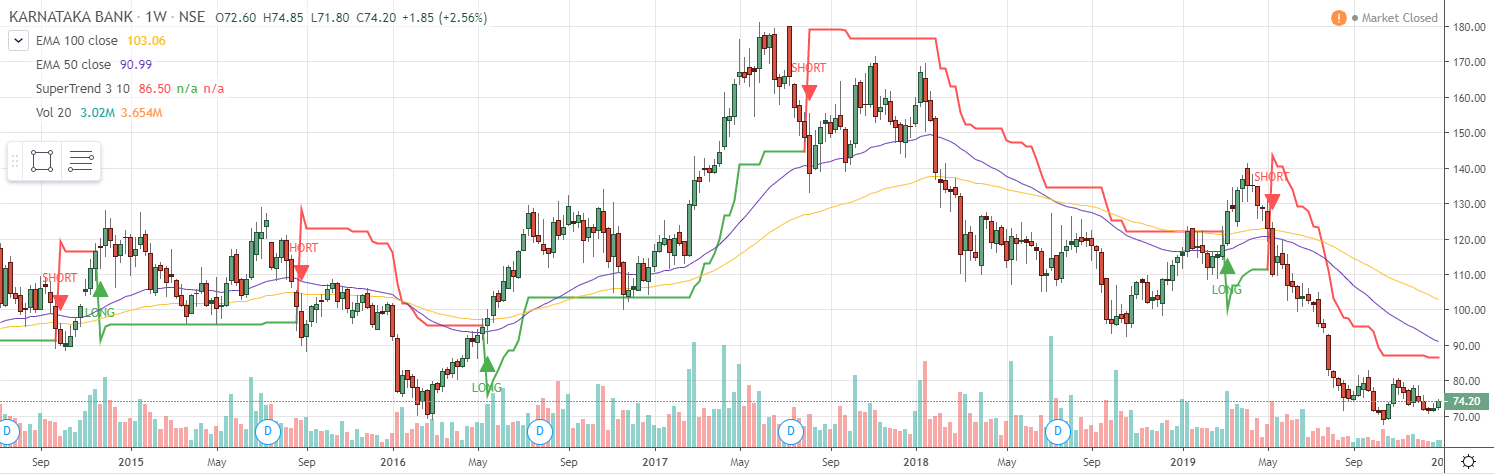 KARNATAKA BANK · 1W · NSE O72.60 H74.85 L71.80 C74.20 +1.85 (+2.56%)
! Market Closed
EMA 100 close 103.06
EMA 50 close 90.99
SuperTrend 3 10 86.50 n/a n/a
Vol 20 3.02M 3.654M
180.00
170.00
160.00
150.00
140.00
130.00
120.00
110.00
100.00
90.00
80.00
74.20
70.00
SHORT
LONG
HORT
LONG
SHORT
LONG
SHORT
D
D
D
D
D
Sep 2015 May Sep 2016 May Sep 2017 May Sep 2018 May Sep 2019 May Sep 20